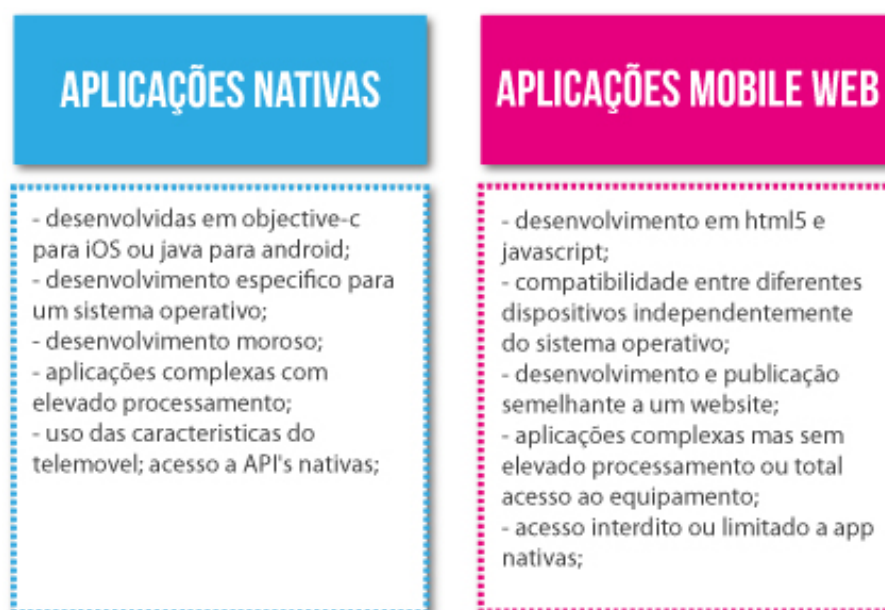 APLICAÇÕES NATIVAS
- desenvolvidas em objective-c
para iOS ou java para android;
- desenvolvimento especifico para
um sistema operativo;
- desenvolvimento moroso;
- aplicações complexas com
elevado processamento;
- uso das caracteristicas do
telemovel; acesso a API's nativas;
APLICAÇÕES MOBILE WEB
- desenvolvimento em html5 e
javascript;
- compatibilidade entre diferentes
dispositivos independentemente
do sistema operativo;
- desenvolvimento e publicação
semelhante a um website;
- aplicações complexas mas sem
elevado processamento ou total
acesso ao equipamento;
- acesso interdito ou limitado a app
nativas;